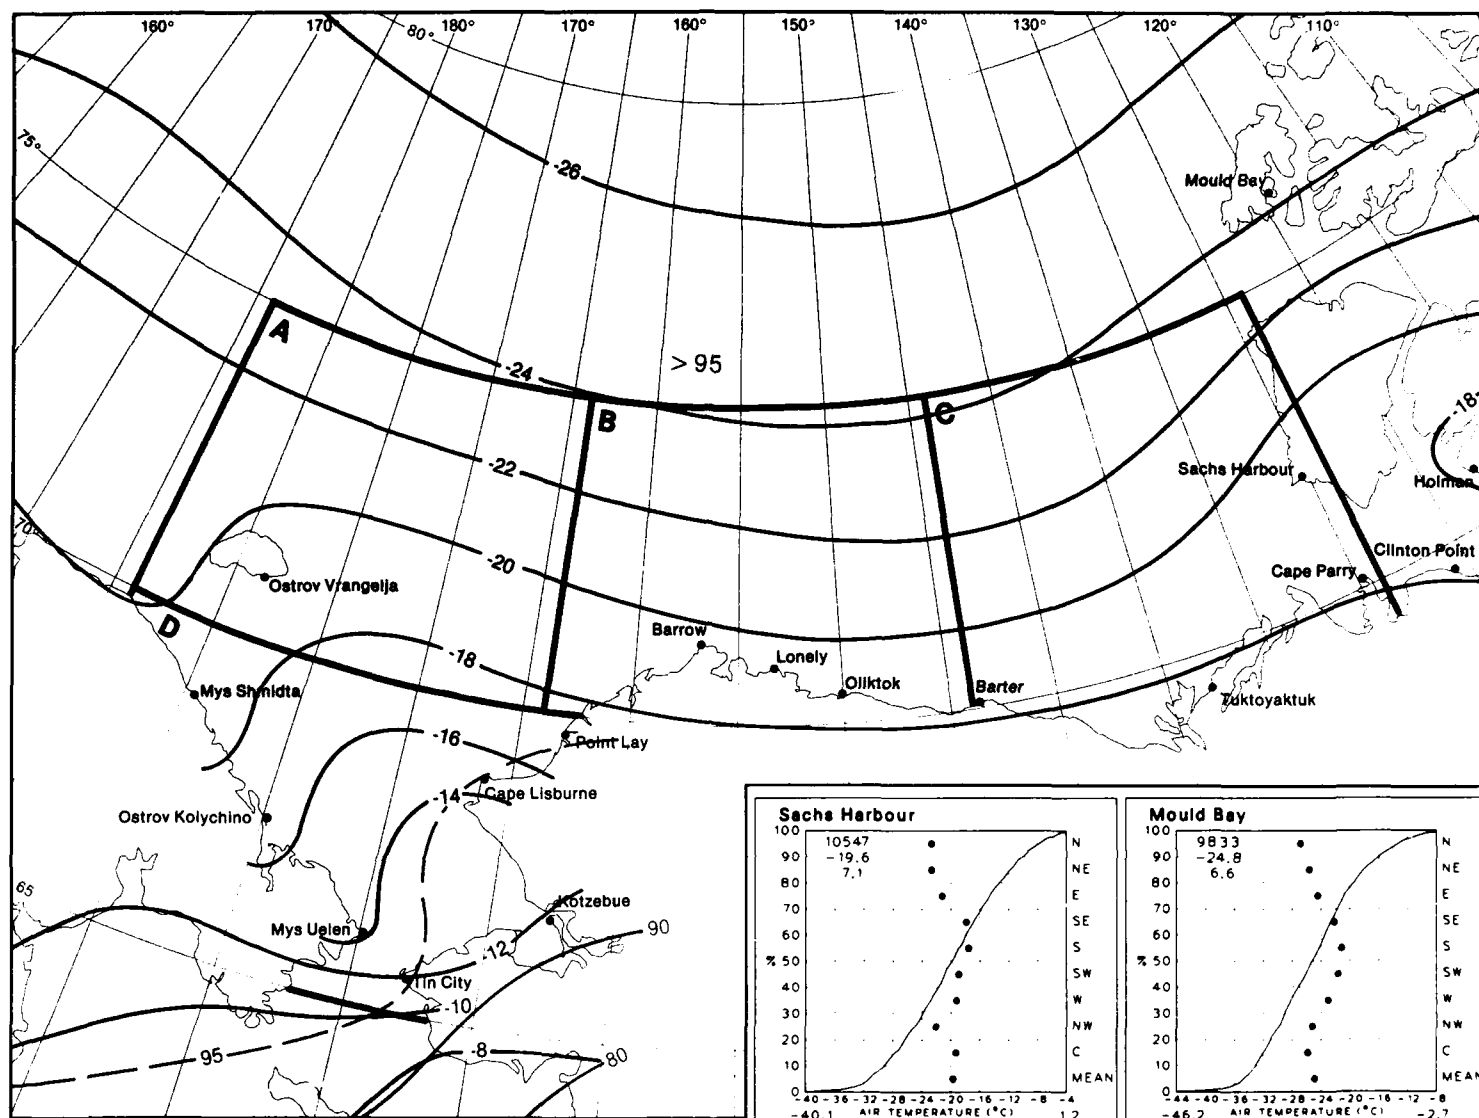 160° 170° 180° 170° 160° 150° 140° 130° 120° 110°
80°
75°
-26
Mould Bay
A
> 95
-24
B
C
-22
-18
Sachs Harbour
Holman
70°
-20
Clinton Point
Ostrov Vrangelja
Cape Parry
D
Barrow
-18
Lonely
Mys Shmidta
Oliktok
Barter
Tuktoyaktuk
-16
Point Lay
-14
Cape Lisburne
Ostrov Kolychino
65
Kotzebue
Mys Uelen
90
-12
Tin City
-10
95
-8
80
Sachs Harbour
100
90
80
70
60
50
40
30
20
10
0
%
10547
-19.6
7.1
N
NE
E
SE
S
SW
W
NW
C
MEAN
-40 -36 -32 -28 -24 -20 -16 -12 -8 -4
-40.1 AIR TEMPERATURE (°C) 1.2
Mould Bay
100
90
80
70
60
50
40
30
20
10
0
%
9833
-24.8
6.6
N
NE
E
SE
S
SW
W
NW
C
MEAN
-44 -40 -36 -32 -28 -24 -20 -16 -12 -8
-46.2 AIR TEMPERATURE (°C) -2.7